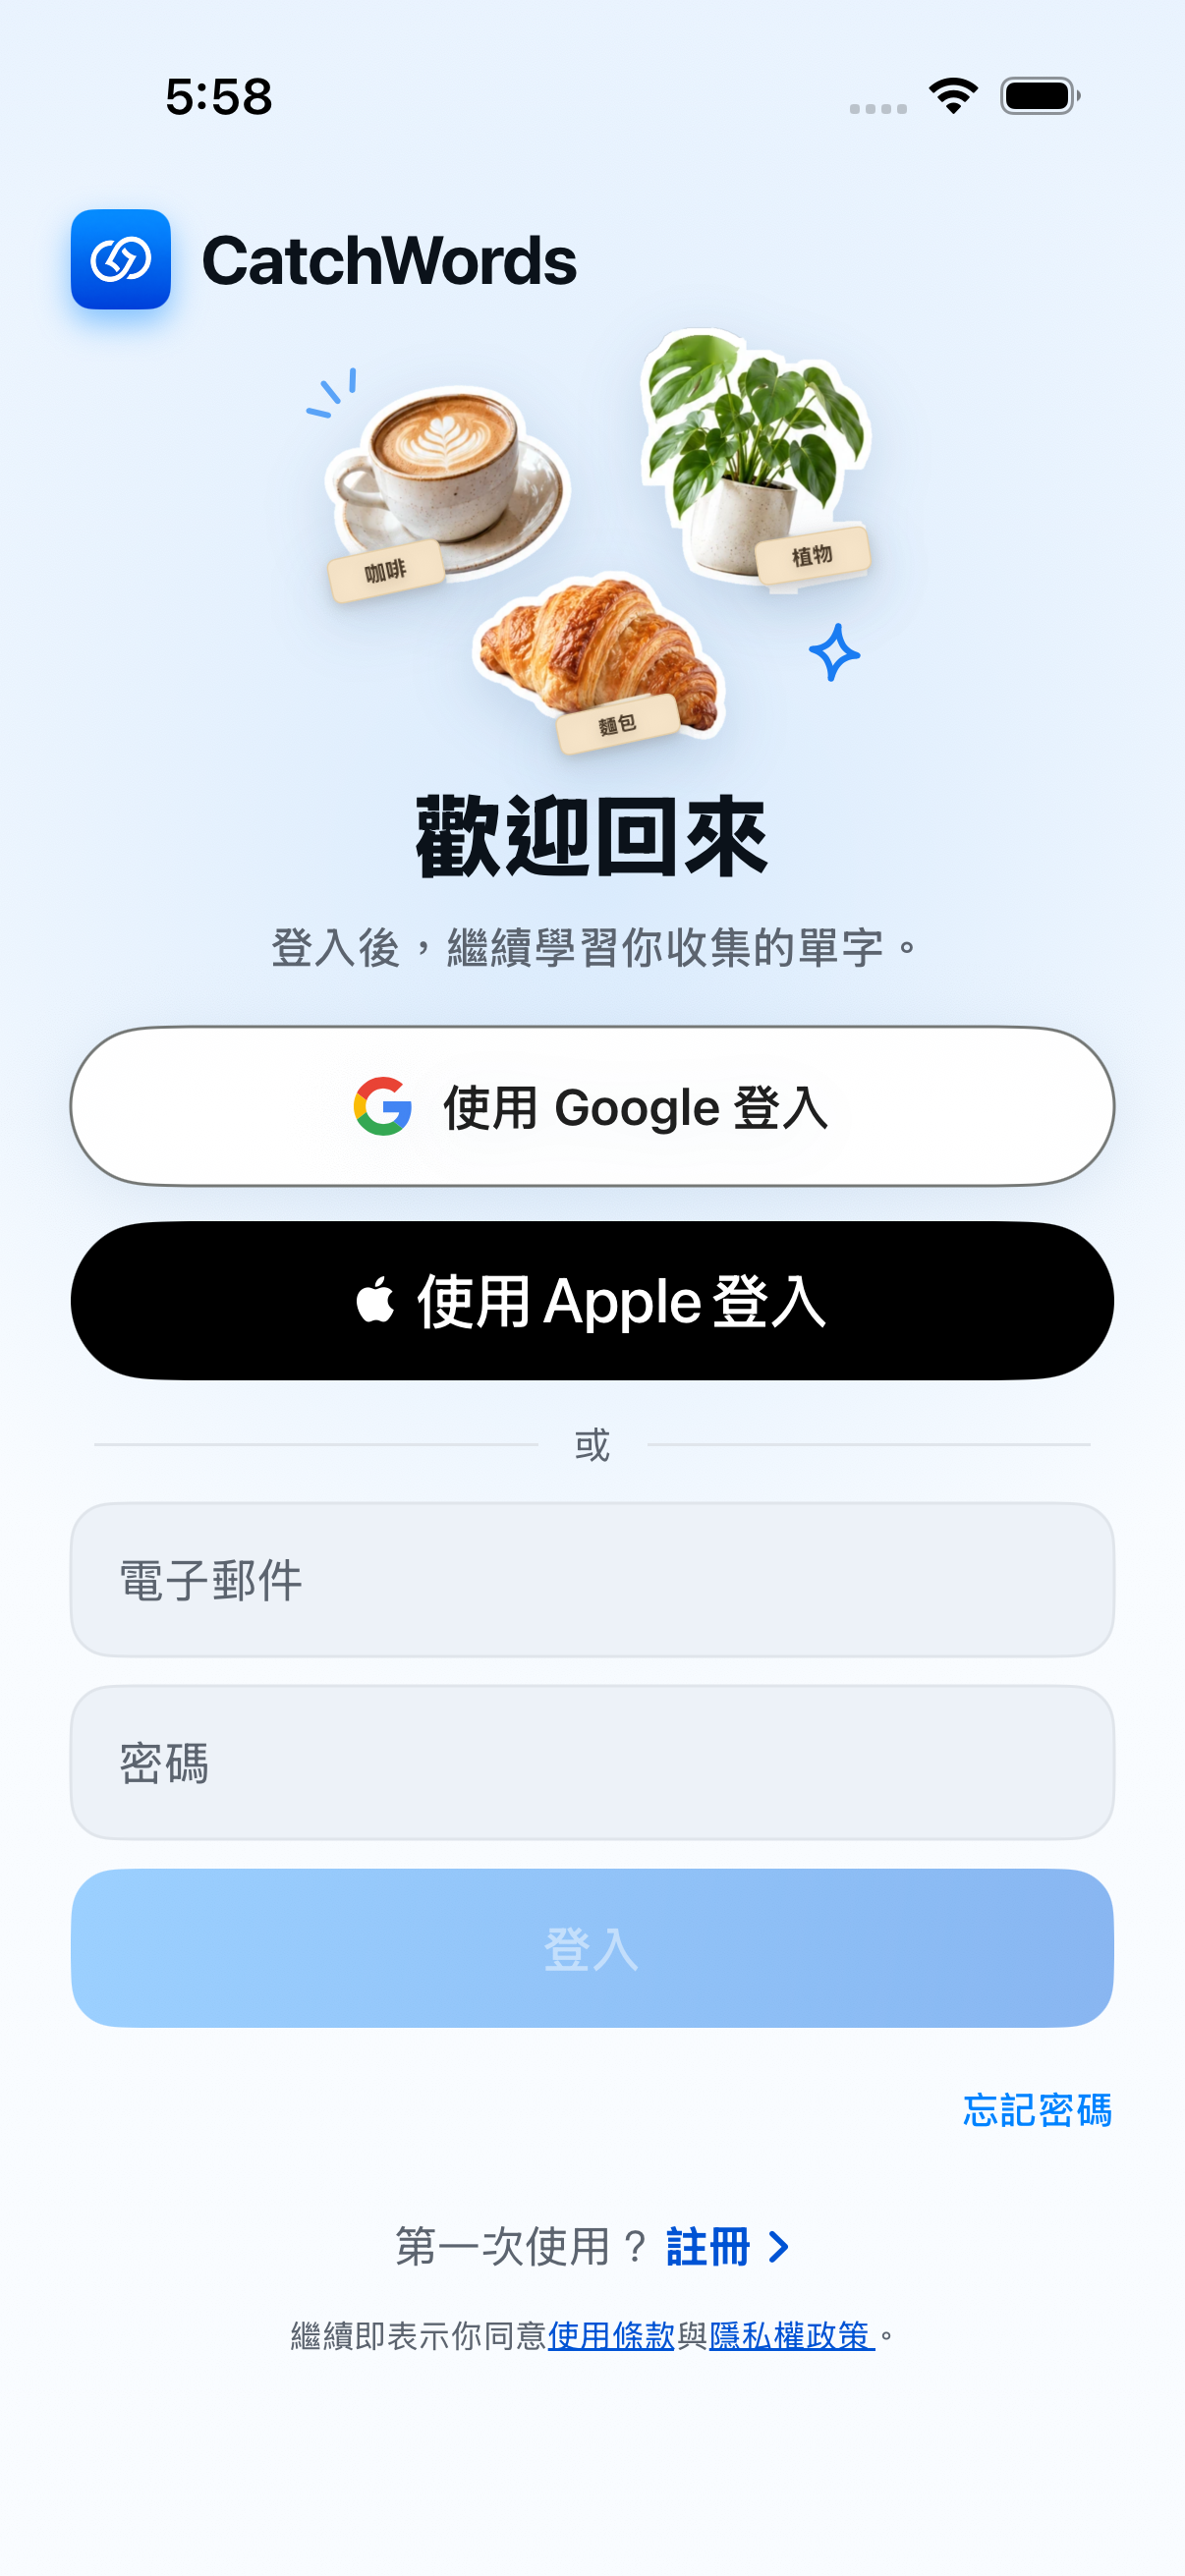 5:58
CatchWords
咖啡
植物
麵包
歡迎回來
登入後，繼續學習你收集的單字。
使用 Google 登入
使用 Apple 登入
或
電子郵件
密碼
登入
忘記密碼
第一次使用？ 註冊
繼續即表示你同意使用條款與隱私權政策。